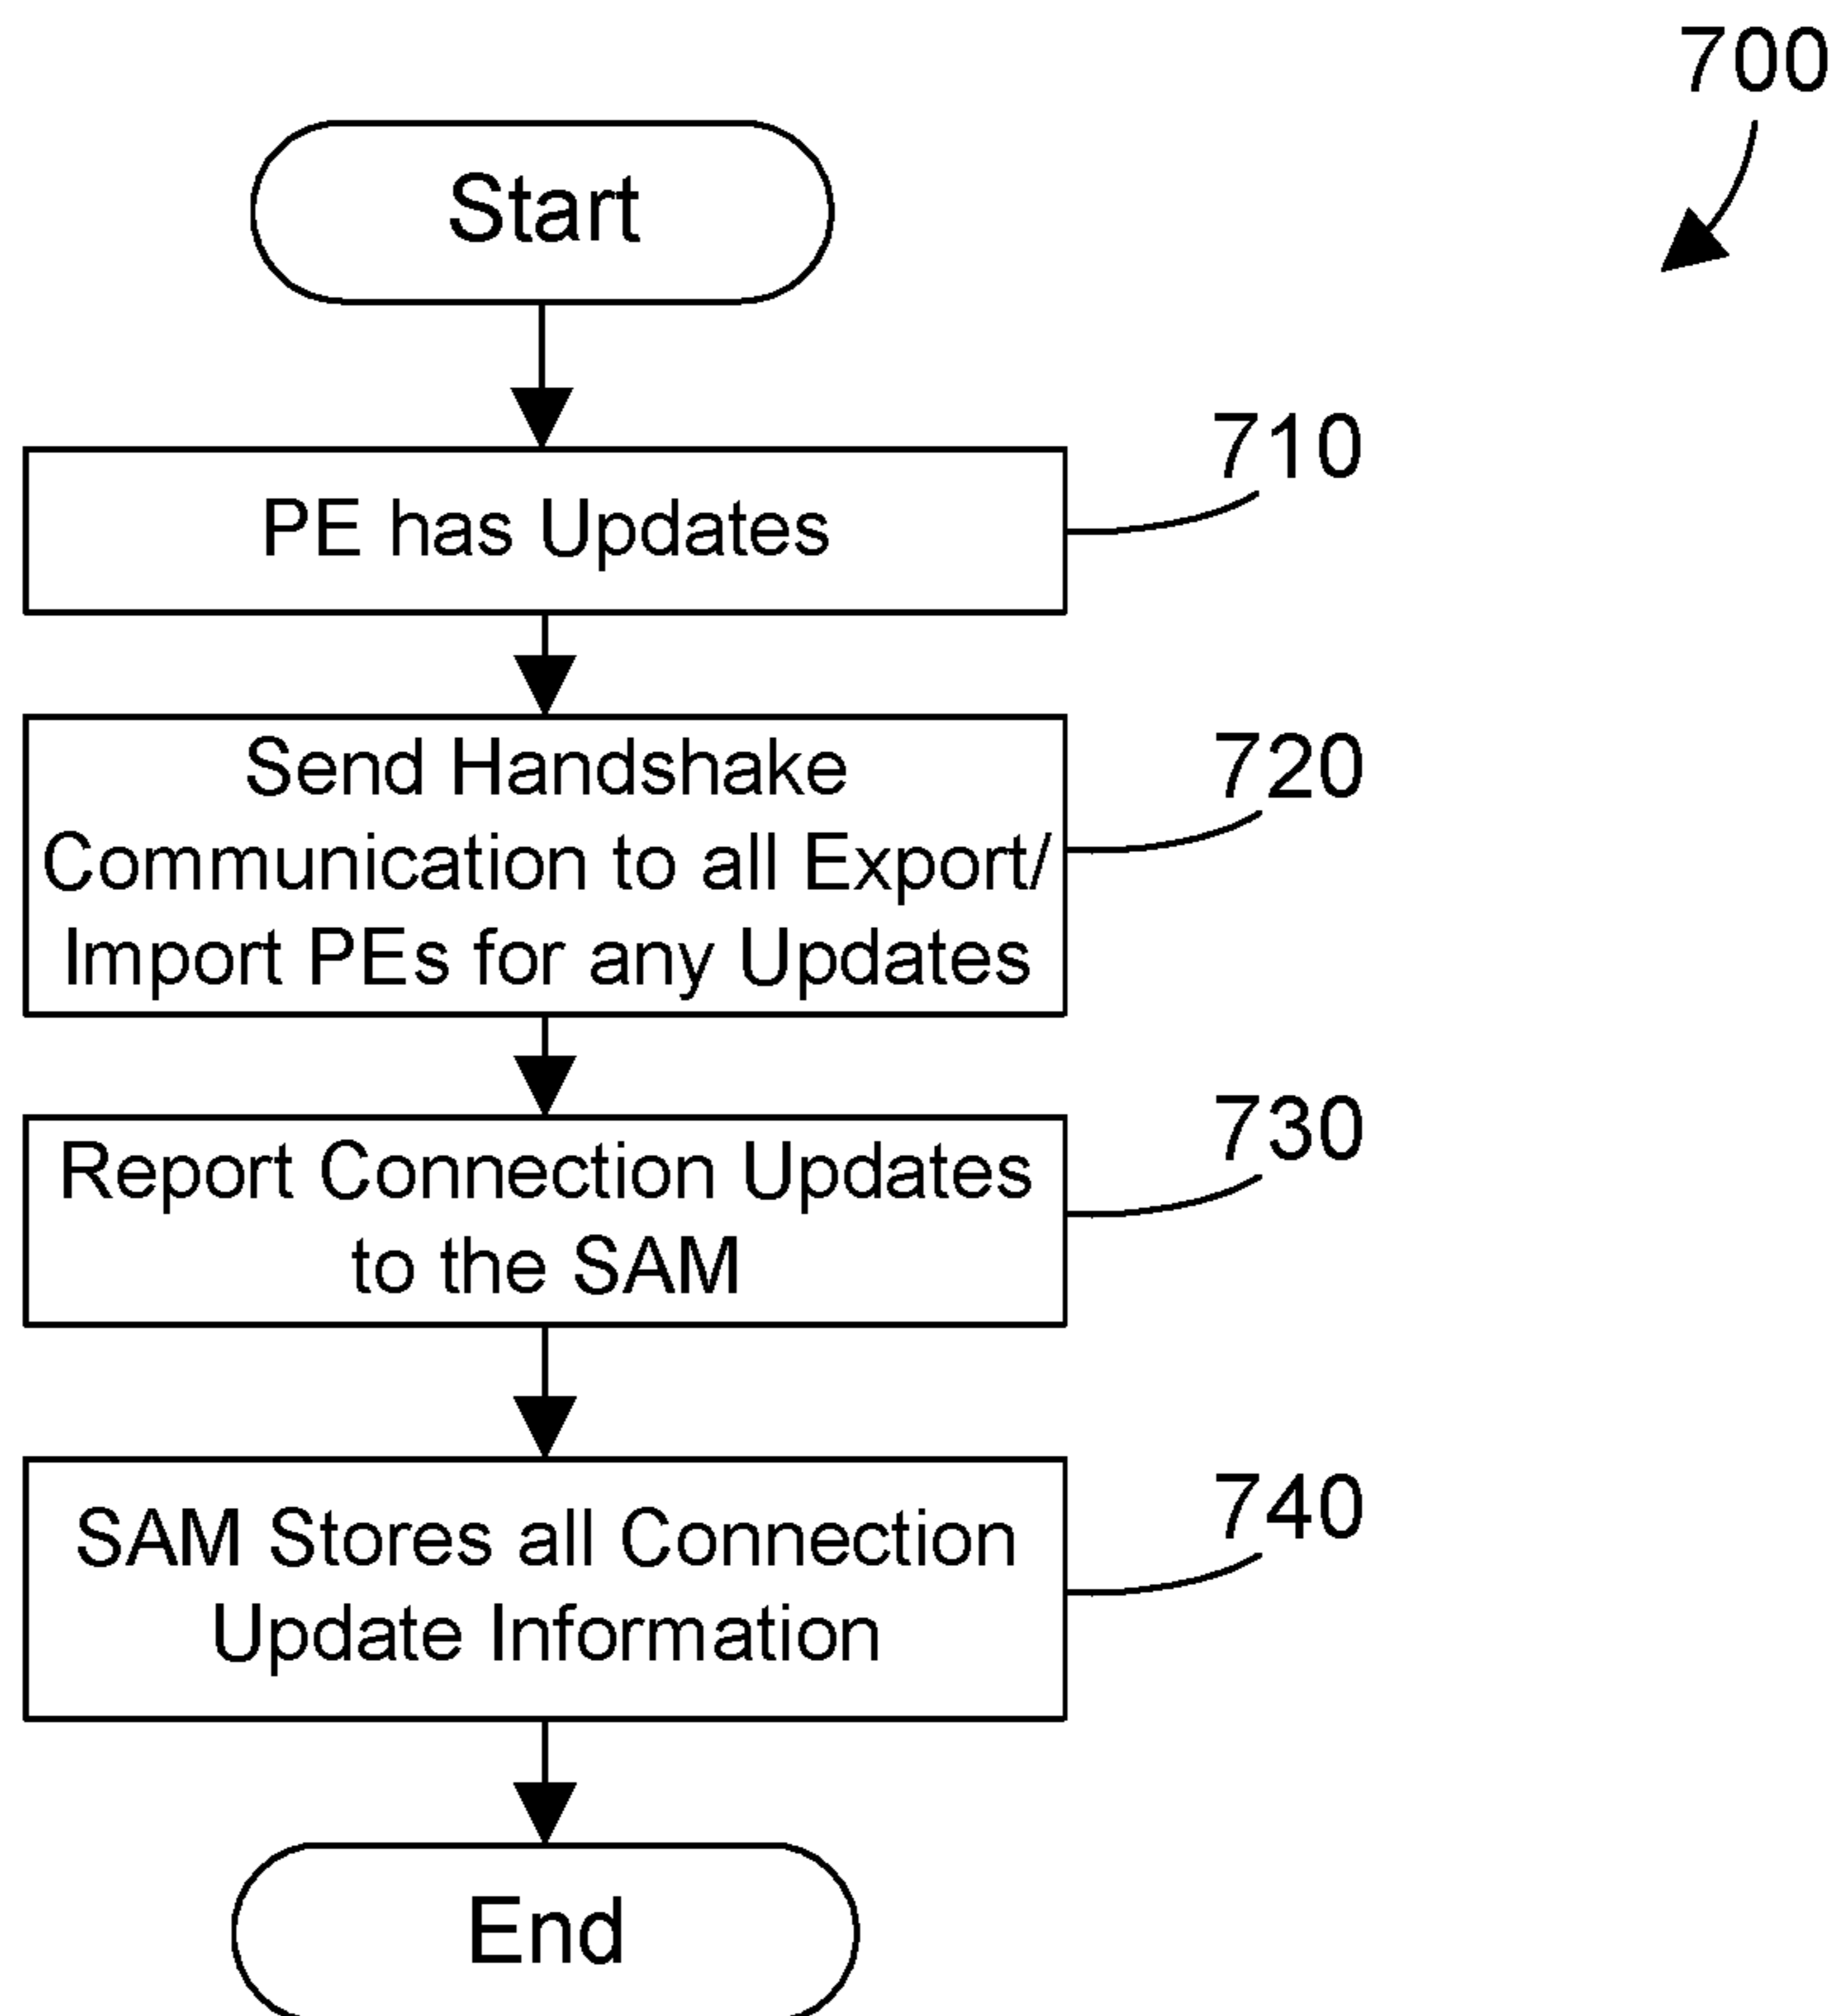 700
Start
710
PE has Updates
720
Send Handshake
Communication to all Export/
Import PEs for any Updates
730
Report Connection Updates
to the SAM
740
SAM Stores all Connection
Update Information
End